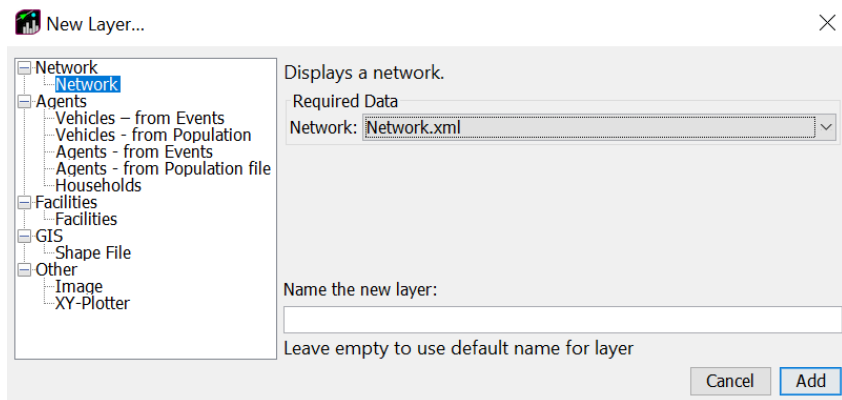 New Layer...
Network
Network
Agents
Vehicles – from Events
Vehicles - from Population
Agents - from Events
Agents - from Population file
Households
Facilities
Facilities
GIS
Shape File
Other
Image
XY-Plotter
Displays a network.
Required Data
Network: Network.xml
Name the new layer:
Leave empty to use default name for layer
Cancel Add